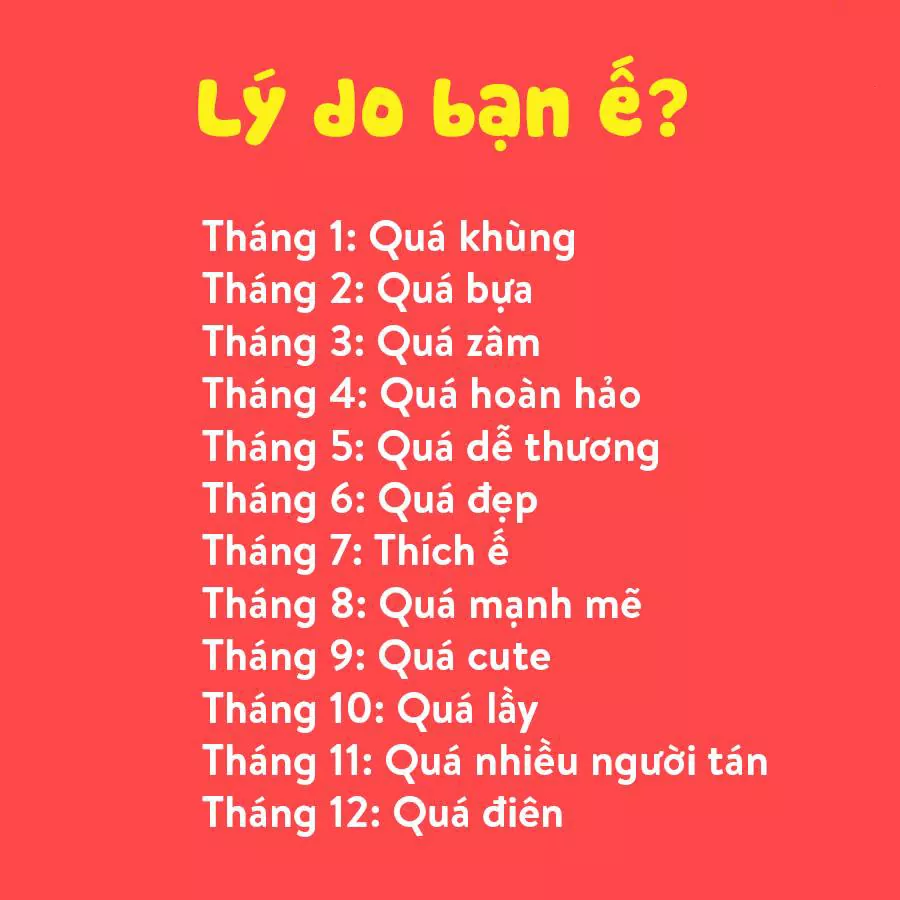 Lý do bạn ế?
Tháng 1: Quá khùng
Tháng 2: Quá bựa
Tháng 3: Quá zâm
Tháng 4: Quá hoàn hảo
Tháng 5: Quá dễ thương
Tháng 6: Quá đẹp
Tháng 7: Thích ế
Tháng 8: Quá mạnh mẽ
Tháng 9: Quá cute
Tháng 10: Quá lầy
Tháng 11: Quá nhiều người tán
Tháng 12: Quá điên